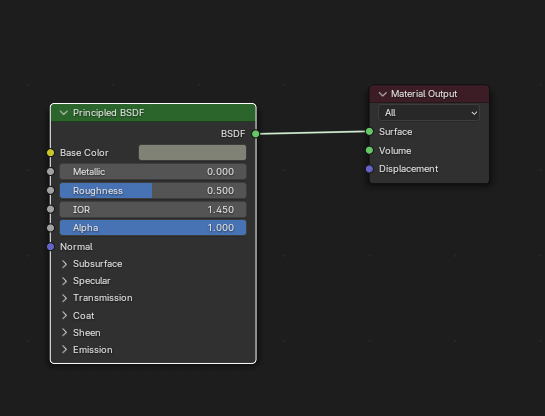 Principled BSDF
BSDF
Base Color
Metallic 0.000
Roughness 0.500
IOR 1.450
Alpha 1.000
Normal
Subsurface
Specular
Transmission
Coat
Sheen
Emission
Material Output
All
Surface
Volume
Displacement